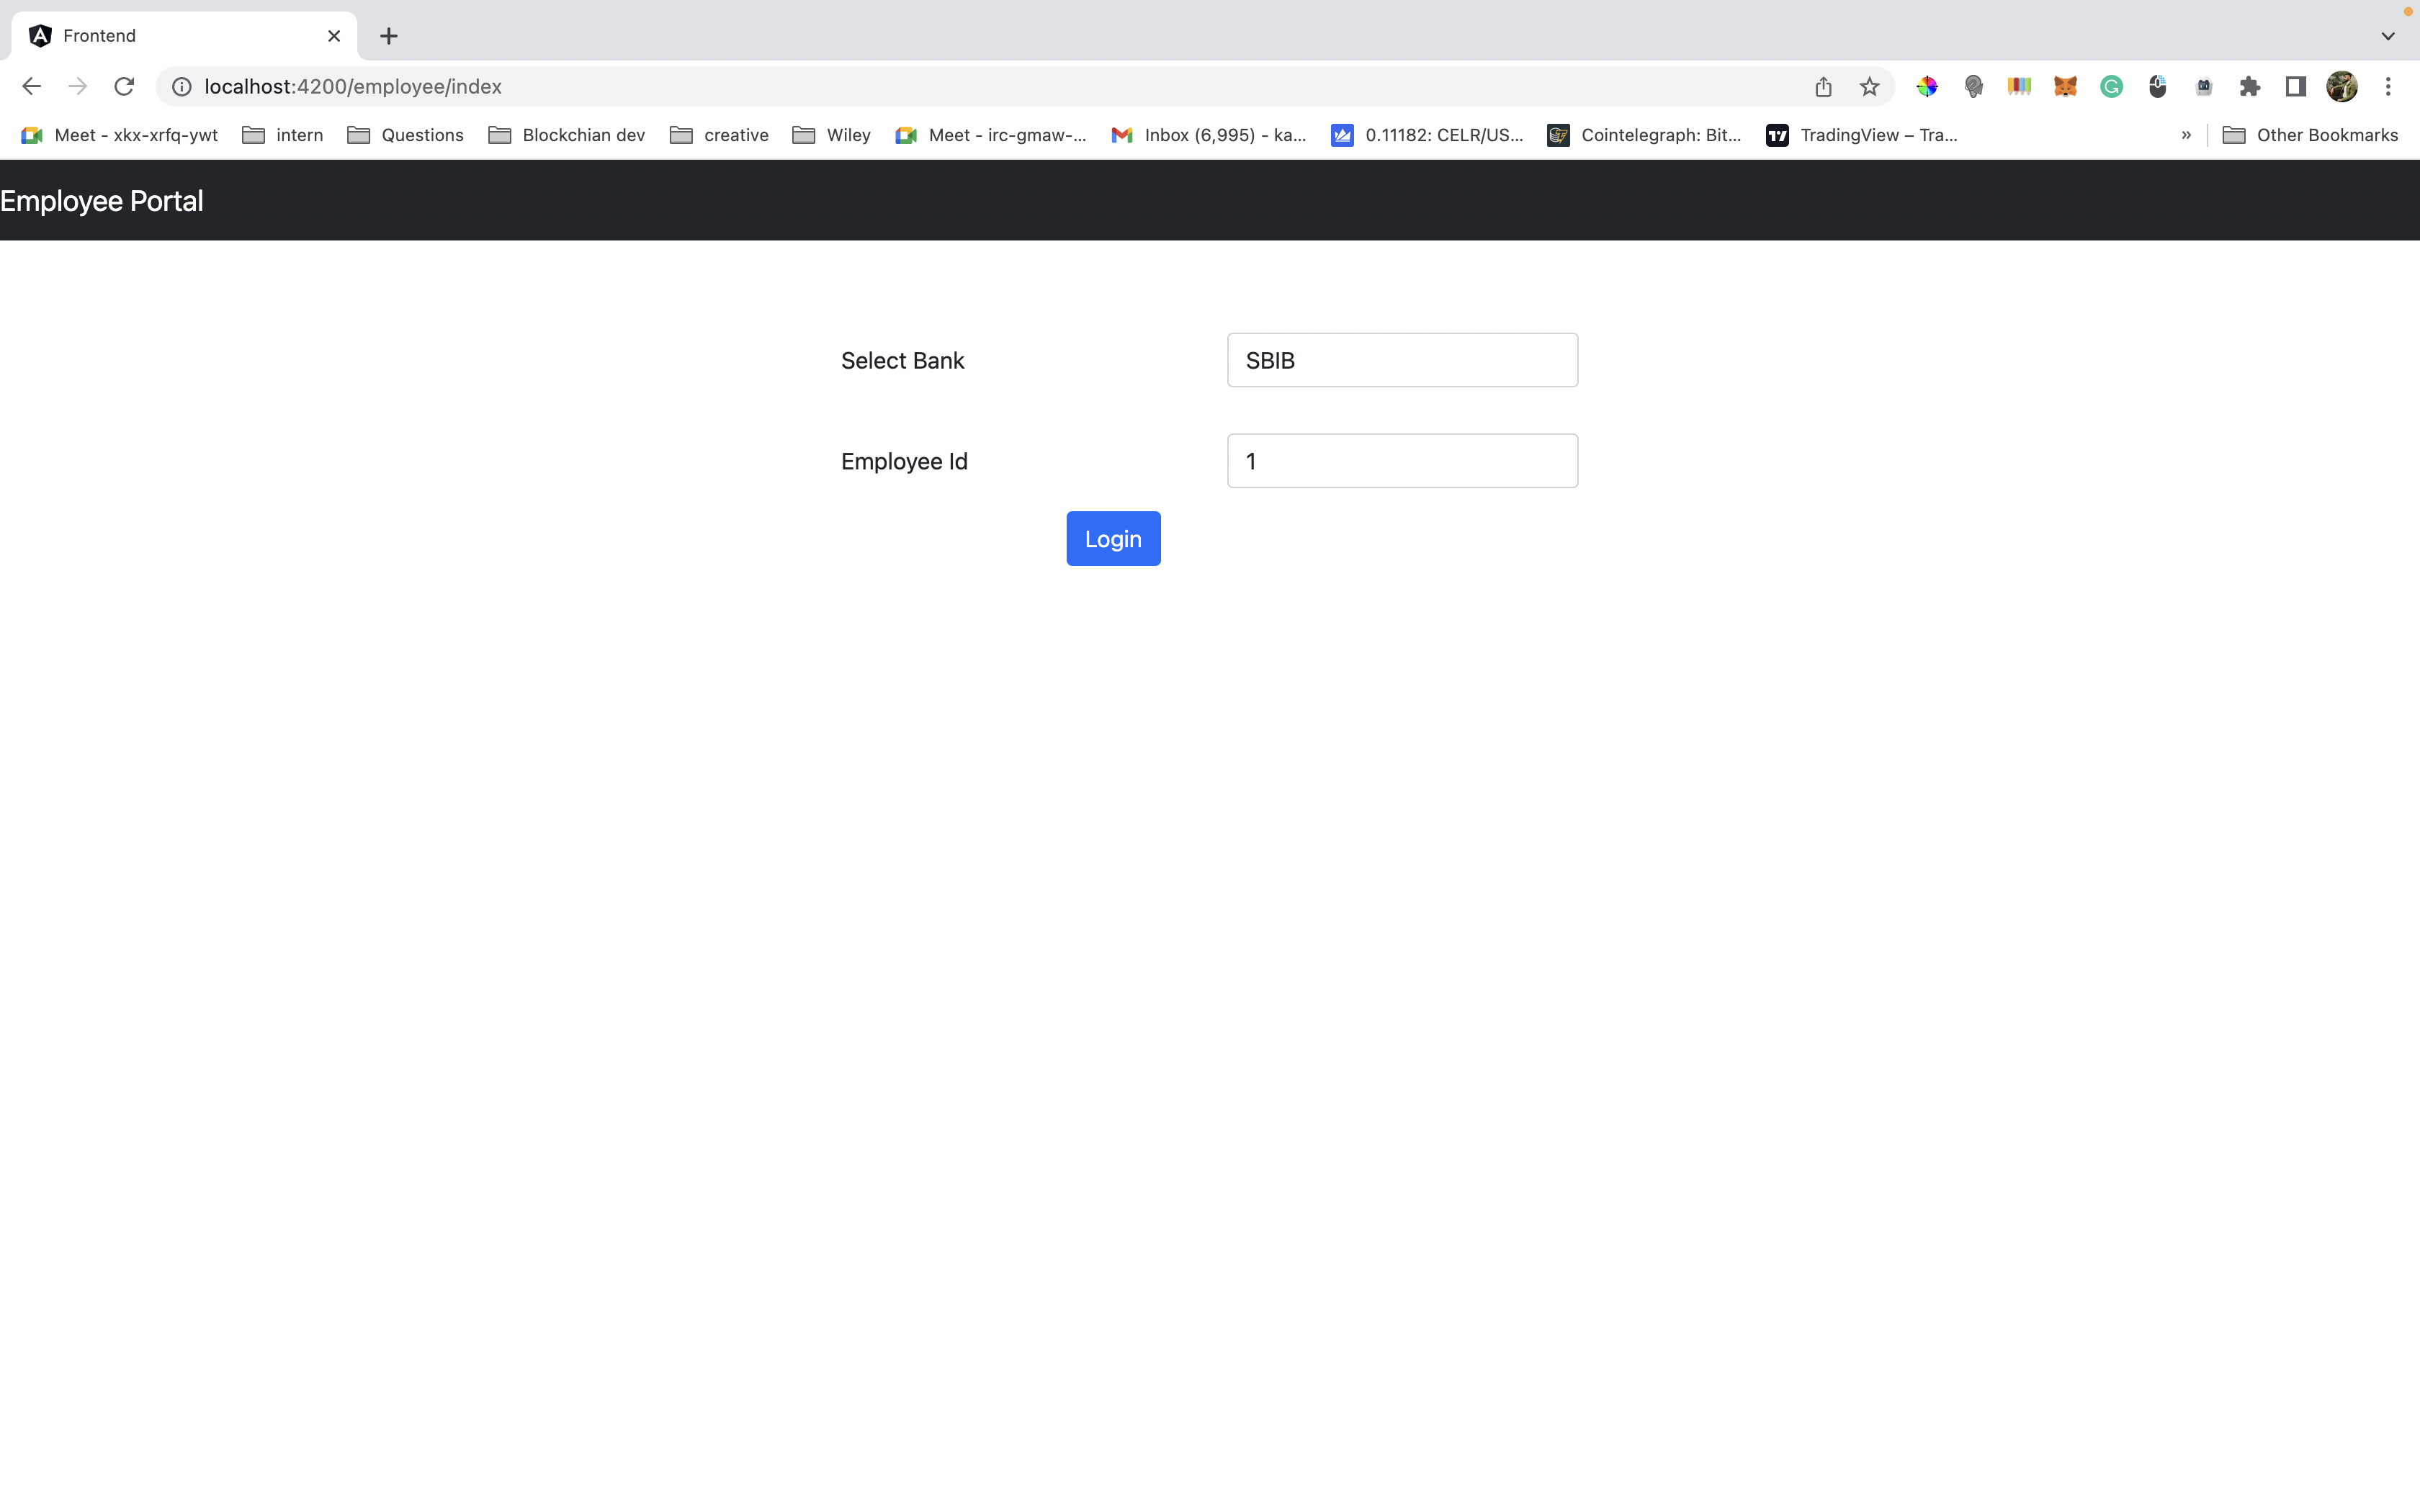 Frontend
localhost:4200/employee/index
Meet - xkx-xrfq-ywt intern Questions Blockchian dev creative Wiley Meet - irc-gmaw-... Inbox (6,995) - ka... 0.11182: CELR/US... Cointelegraph: Bit... TradingView – Tra... » Other Bookmarks
Employee Portal
Select Bank SBIB
Employee Id 1
Login